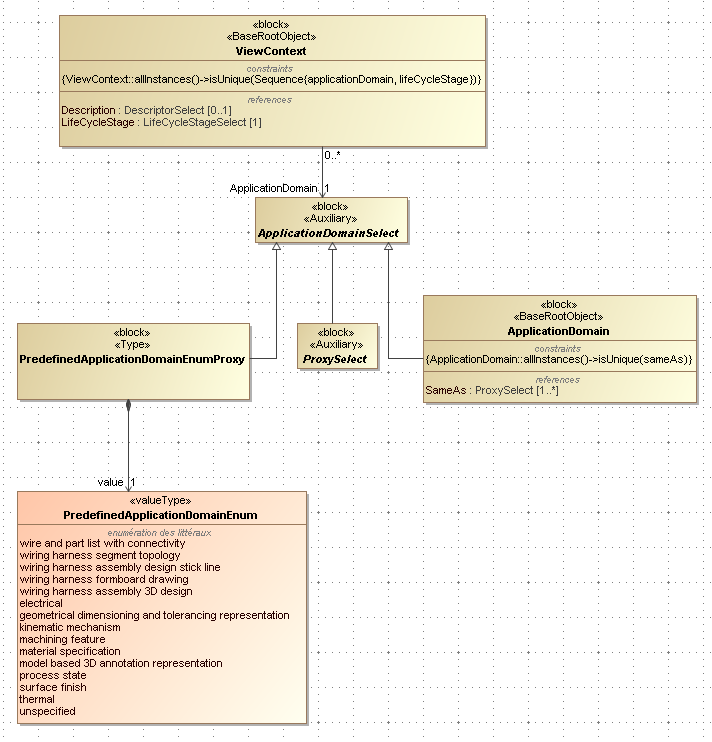 «block»
«BaseRootObject»
ViewContext
constraints
{ViewContext::allInstances()->isUnique(Sequence{applicationDomain, lifeCycleStage})}
references
Description : DescriptorSelect [0..1]
LifeCycleStage : LifeCycleStageSelect [1]
0..*
ApplicationDomain 1
«block»
«Auxiliary»
ApplicationDomainSelect
«block»
«Type»
PredefinedApplicationDomainEnumProxy
«block»
«Auxiliary»
ProxySelect
«block»
«BaseRootObject»
ApplicationDomain
constraints
{ApplicationDomain::allInstances()->isUnique(sameAs)}
references
SameAs : ProxySelect [1..*]
value 1
«valueType»
PredefinedApplicationDomainEnum
enumération des littéraux
wire and part list with connectivity
wiring harness segment topology
wiring harness assembly design stick line
wiring harness formboard drawing
wiring harness assembly 3D design
electrical
geometrical dimensioning and tolerancing representation
kinematic mechanism
machining feature
material specification
model based 3D annotation representation
process state
surface finish
thermal
unspecified